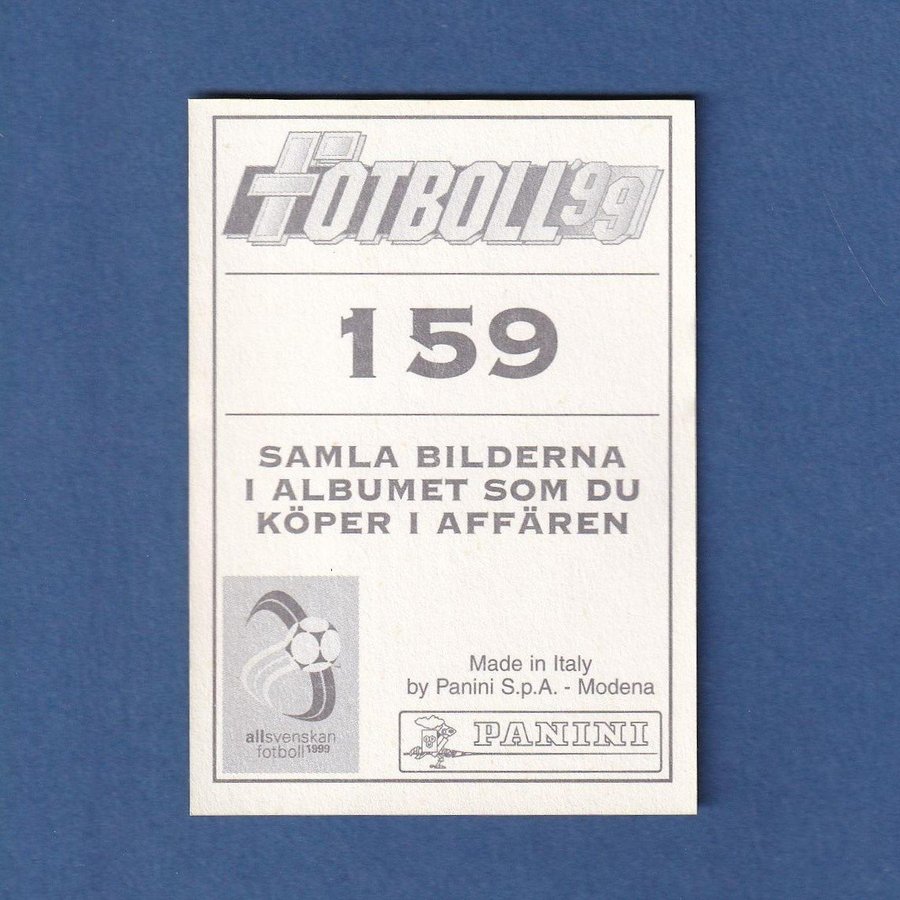 FOTBOLL'99
159
SAMLA BILDERNA
I ALBUMET SOM DU
KÖPER I AFFÄREN
allsvenskan
fotboll 1999
Made in Italy
by Panini S.p.A. - Modena
PANINI